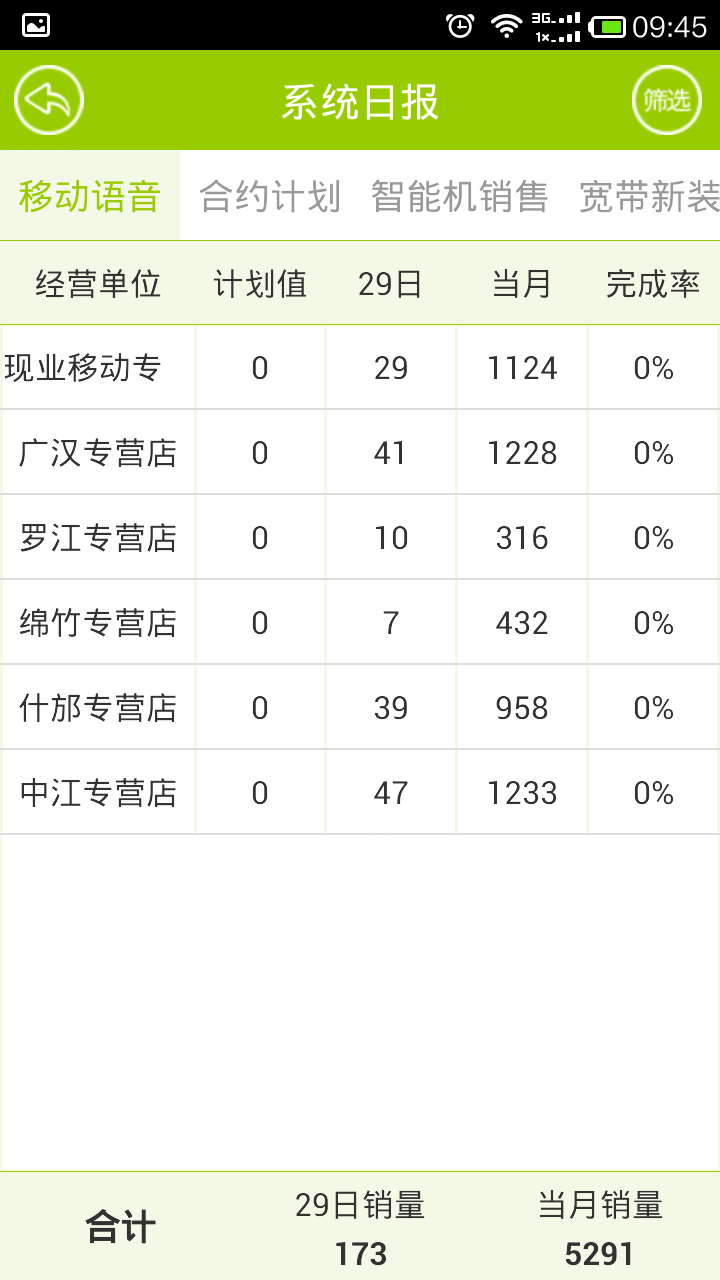 3G 1x 09:45
系统日报 筛选
移动语音 合约计划 智能机销售 宽带新装
经营单位 计划值 29日 当月 完成率
现业移动专 0 29 1124 0%
广汉专营店 0 41 1228 0%
罗江专营店 0 10 316 0%
绵竹专营店 0 7 432 0%
什邡专营店 0 39 958 0%
中江专营店 0 47 1233 0%
合计 29日销量 当月销量
173 5291